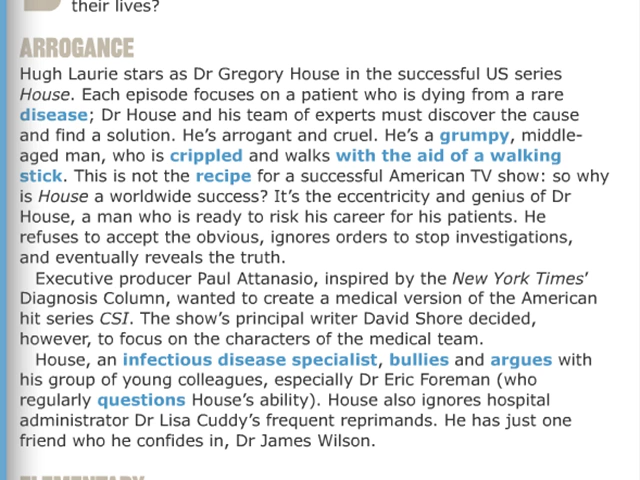 their lives?
ARROGANCE
Hugh Laurie stars as Dr Gregory House in the successful US series
House. Each episode focuses on a patient who is dying from a rare
disease; Dr House and his team of experts must discover the cause
and find a solution. He's arrogant and cruel. He's a grumpy, middle-
aged man, who is crippled and walks with the aid of a walking
stick. This is not the recipe for a successful American TV show: so why
is House a worldwide success? It's the eccentricity and genius of Dr
House, a man who is ready to risk his career for his patients. He
refuses to accept the obvious, ignores orders to stop investigations,
and eventually reveals the truth.
Executive producer Paul Attanasio, inspired by the New York Times'
Diagnosis Column, wanted to create a medical version of the American
hit series CSI. The show's principal writer David Shore decided,
however, to focus on the characters of the medical team.
House, an infectious disease specialist, bullies and argues with
his group of young colleagues, especially Dr Eric Foreman (who
regularly questions House's ability). House also ignores hospital
administrator Dr Lisa Cuddy's frequent reprimands. He has just one
friend who he confides in, Dr James Wilson.
ELEMENTARY